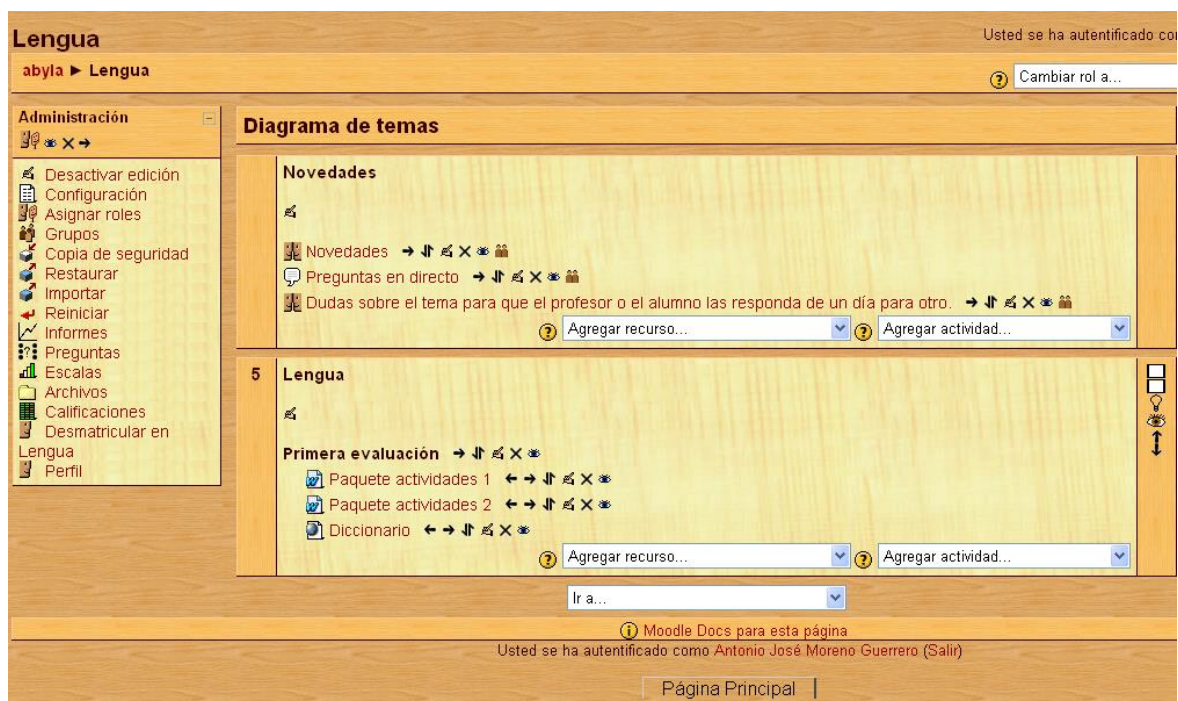 Lengua
Usted se ha autentificado co
abyla ► Lengua
Cambiar rol a...
Administración
Desactivar edición
Configuración
Asignar roles
Grupos
Copia de seguridad
Restaurar
Importar
Reiniciar
Informes
Preguntas
Escalas
Archivos
Calificaciones
Desmatricular en
Lengua
Perfil
Diagrama de temas
Novedades
Novedades
Preguntas en directo
Dudas sobre el tema para que el profesor o el alumno las responda de un día para otro.
Agregar recurso... Agregar actividad...
5 Lengua
Primera evaluación
Paquete actividades 1
Paquete actividades 2
Diccionario
Agregar recurso... Agregar actividad...
Ir a...
Moodle Docs para esta página
Usted se ha autentificado como Antonio José Moreno Guerrero (Salir)
Página Principal